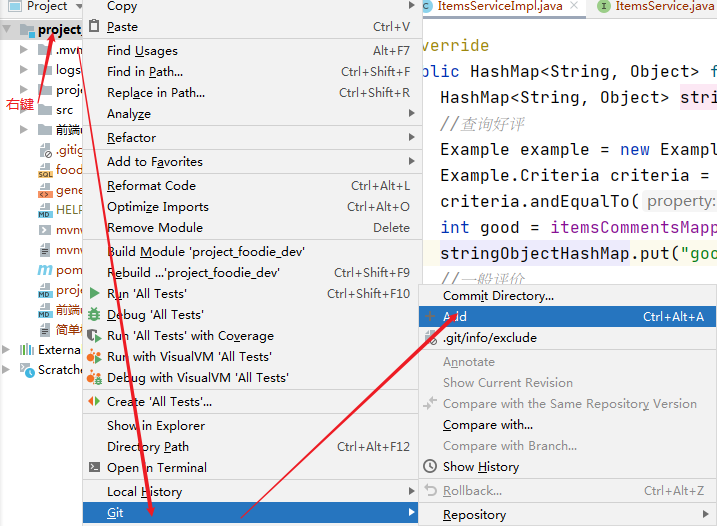 Project
project
.mv
logs
proj
src
前端
.gitig
food
gene
HELP
mvnw
mvnw
pom
proj
前端
简单
External
Scratche
右键
Copy
Paste Ctrl+V
Find Usages Alt+F7
Find in Path... Ctrl+Shift+F
Replace in Path... Ctrl+Shift+R
Analyze
Refactor
Add to Favorites
Reformat Code Ctrl+Alt+L
Optimize Imports Ctrl+Alt+O
Remove Module Delete
Build Module 'project_foodie_dev'
Rebuild ...'project_foodie_dev' Ctrl+Shift+F9
Run 'All Tests' Ctrl+Shift+F10
Debug 'All Tests'
Run 'All Tests' with Coverage
Run with VisualVM 'All Tests'
Debug with VisualVM 'All Tests'
Create 'All Tests'...
Show in Explorer
Directory Path Ctrl+Alt+F12
Open in Terminal
Local History
Git
ItemsServiceImpl.java ItemsService.java
verride
blic HashMap<String, Object> f
HashMap<String, Object> stri
//查询好评
Example example = new Exampl
Example.Criteria criteria =
criteria.andEqualTo( property:
int good = itemsCommentsMapp
stringObjectHashMap.put("goo
//一般评价
Commit Directory...
Add Ctrl+Alt+A
.git/info/exclude
Annotate
Show Current Revision
Compare with the Same Repository Version
Compare with...
Compare with Branch...
Show History
Rollback... Ctrl+Alt+Z
Repository